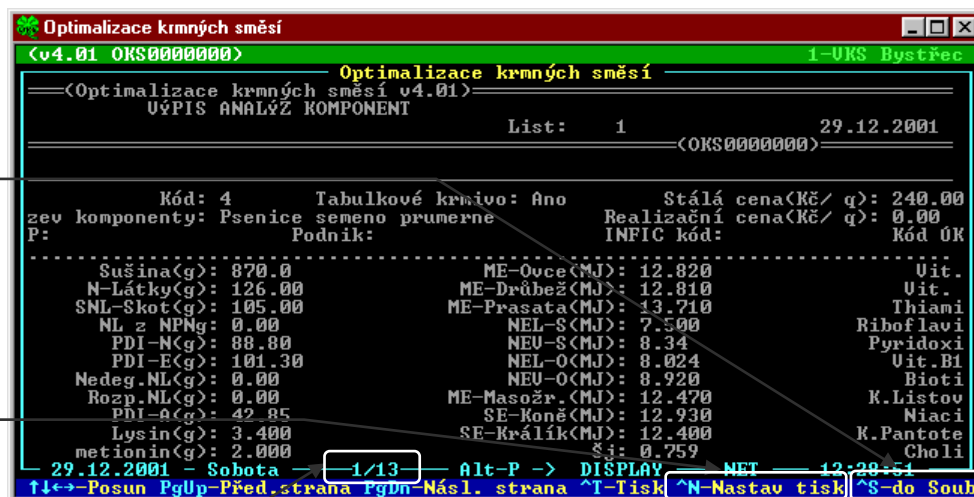 Optimalizace krmných směsí
(v4.01 OKS0000000) 1-VKS Bystřec
Optimalizace krmných směsí
(Optimalizace krmných směsí v4.01)
VýPIS ANALýZ KOMPONENT
List: 1 29.12.2001
(OKS0000000)
Kód: 4 Tabulkové krmivo: Ano Stálá cena(Kč/ q): 240.00
zev komponenty: Psenice semeno prumerne Realizační cena(Kč/ q): 0.00
P: Podnik: INFIC kód: Kód ÚK
Sušina(g): 870.0 ME-Ovce(MJ): 12.820 Vit.
N-Látky(g): 126.00 ME-Drůbež(MJ): 12.810 Vit.
SNL-Skot(g): 105.00 ME-Prasata(MJ): 13.710 Thiami
NL z NPNg: 0.00 NEL-S(MJ): 7.500 Riboflavi
PDI-N(g): 88.80 NEV-S(MJ): 8.34 Pyridoxi
PDI-E(g): 101.30 NEL-O(MJ): 8.024 Vit.B1
Nedeg.NL(g): 0.00 NEV-O(MJ): 8.920 Bioti
Rozp.NL(g): 0.00 ME-Masožr.(MJ): 12.470 K.Listov
PDI-A(g): 42.85 SE-Koně(MJ): 12.930 Niaci
Lysin(g): 3.400 SE-Králík(MJ): 12.400 K.Pantote
metionin(g): 2.000 Šj: 0.759 Choli
29.12.2001 - Sobota 1/13 Alt-P -> DISPLAY NET 12:28:51
↑↓←→-Posun PgUp-Před.strana PgDn-Násl. strana ^T-Tisk ^N-Nastav tisk ^S-do Soub